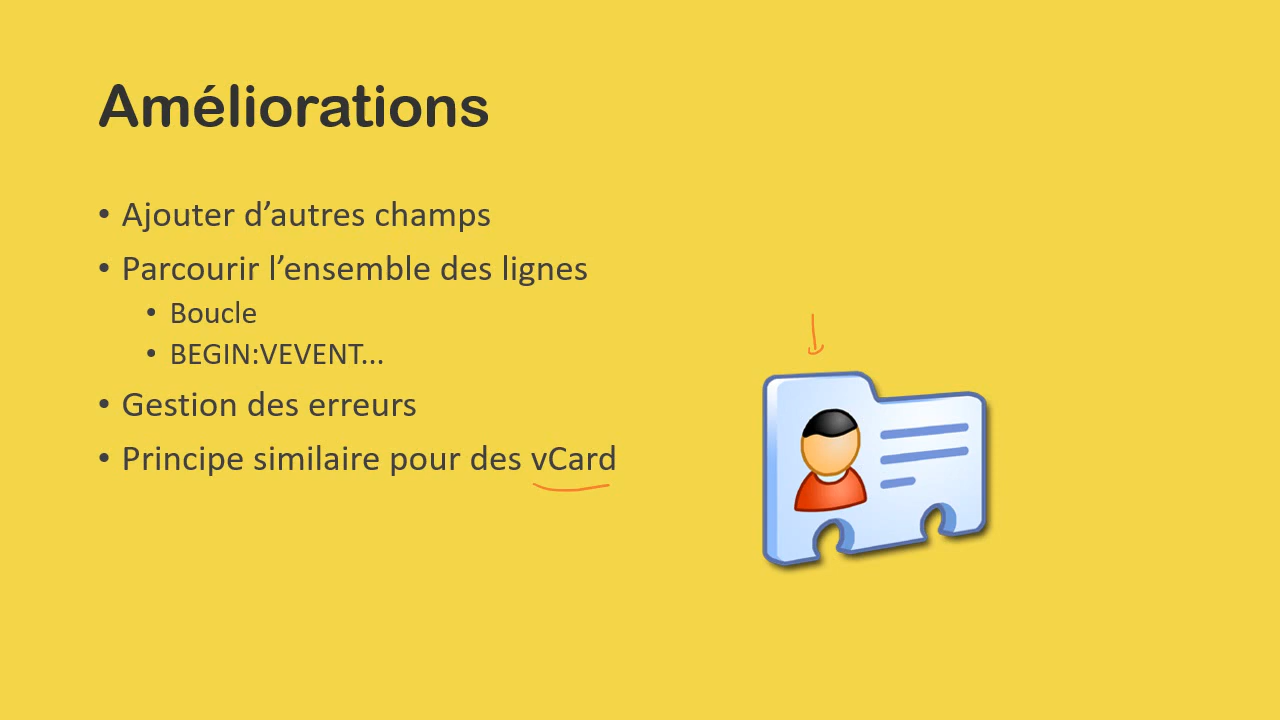 Améliorations
• Ajouter d’autres champs
• Parcourir l’ensemble des lignes
• Boucle
• BEGIN:VEVENT...
• Gestion des erreurs
• Principe similaire pour des vCard